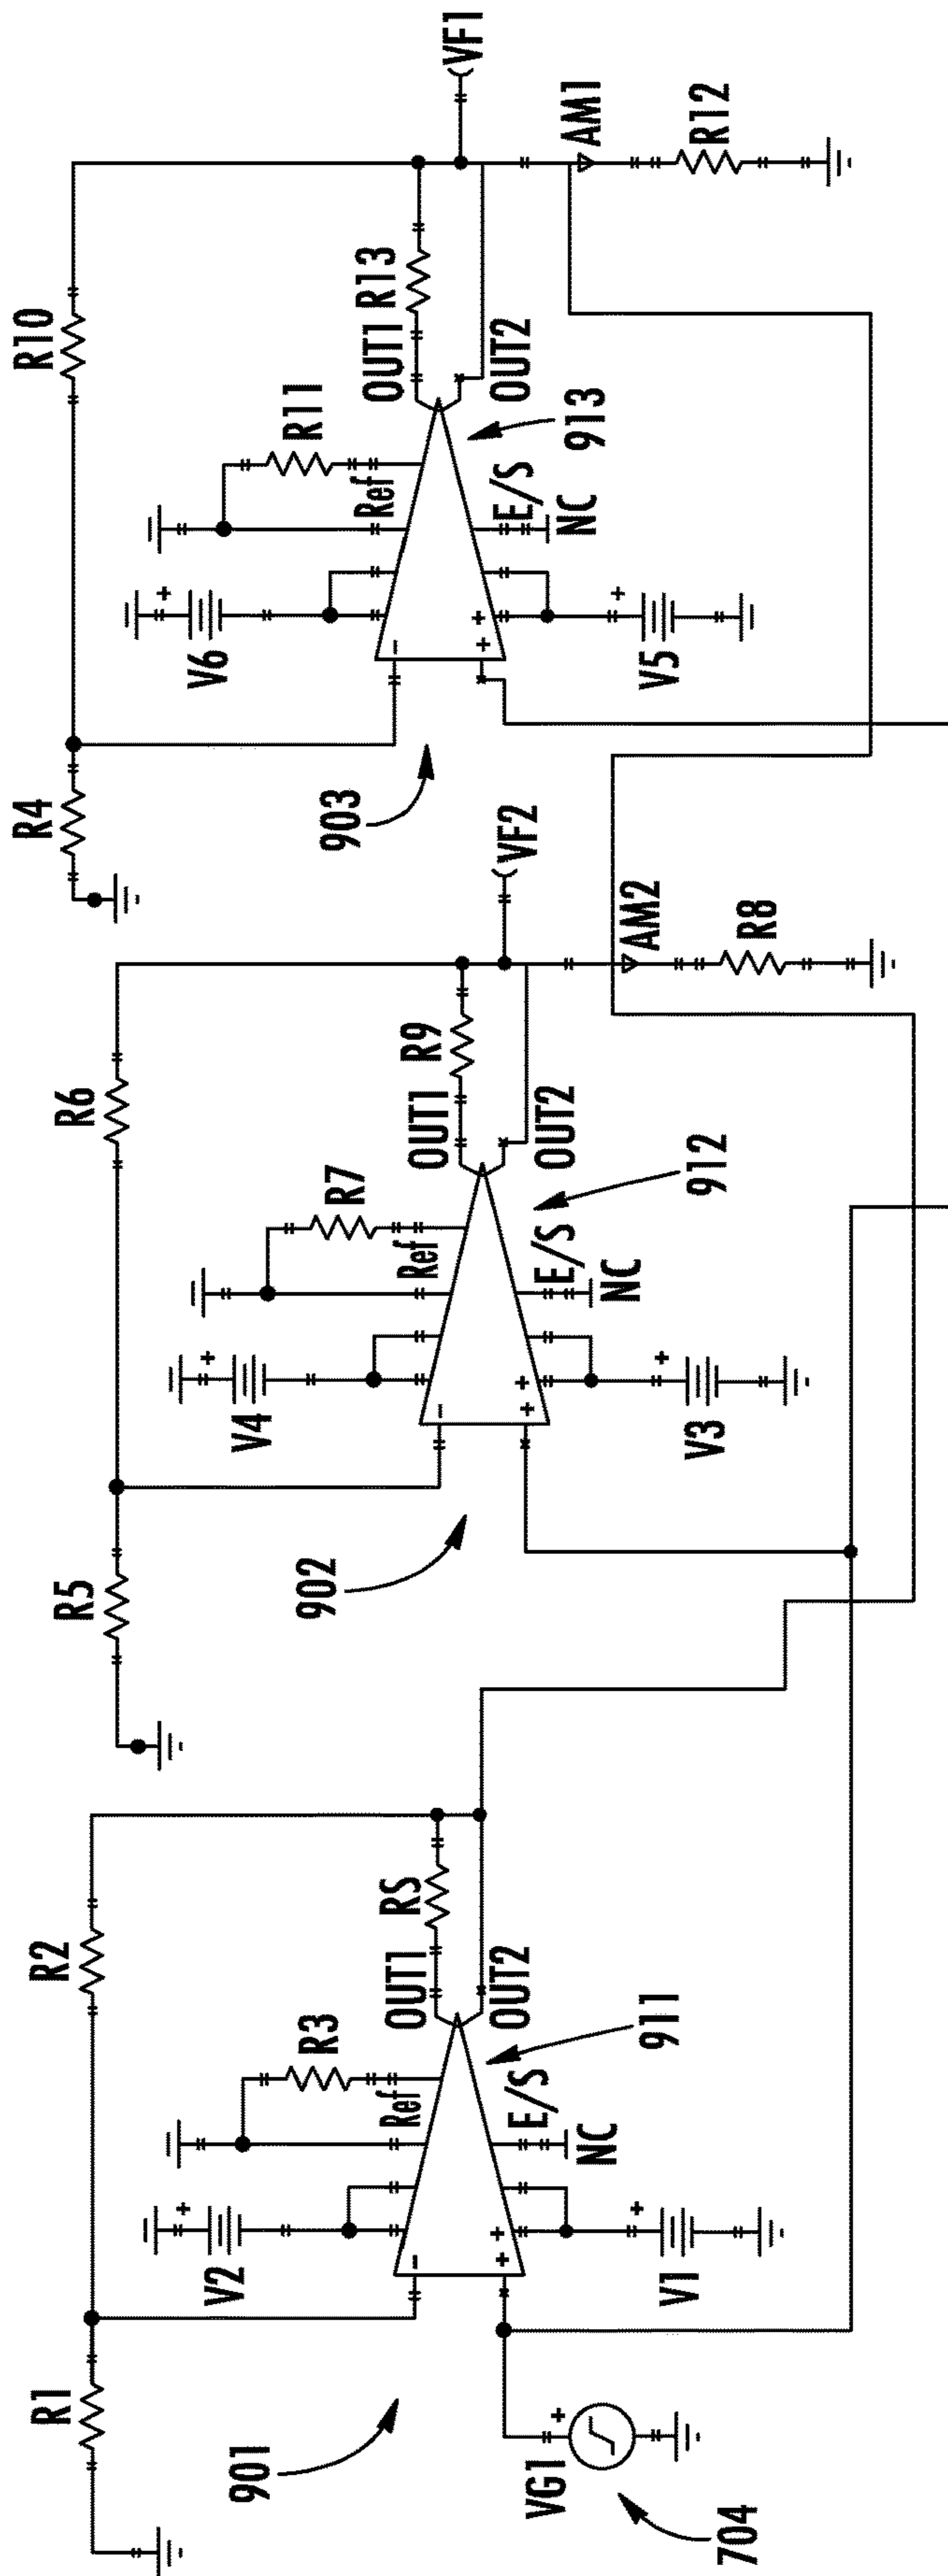 R1
R2
R3
Ref
V2
OUT1
RS
OUT2
E/S
NC
V1
911
901
VG1
704
R5
R6
R7
Ref
V4
OUT1
R9
OUT2
E/S
NC
V3
912
902
VF2
AM2
R8
R4
R10
R11
Ref
V6
OUT1
R13
OUT2
E/S
NC
V5
913
903
VF1
AM1
R12